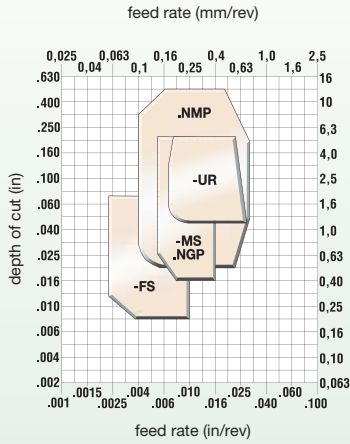 feed rate (mm/rev)
0,025 0,063 0,16 0,4 1,0 2,5
0,04 0,1 0,25 0,63 1,6
depth of cut (in)
.630 16
.400 10
.250 6,3
.160 4,0
.100 2,5
.060 1,6
.040 1,0
.025 0,63
.016 0,40
.010 0,25
.006 0,16
.004 0,10
.002 0,063
.NMP
-UR
-MS
.NGP
-FS
.0015 .004 .010 .025 .060
.001 .0025 .006 .016 .040 .100
feed rate (in/rev)